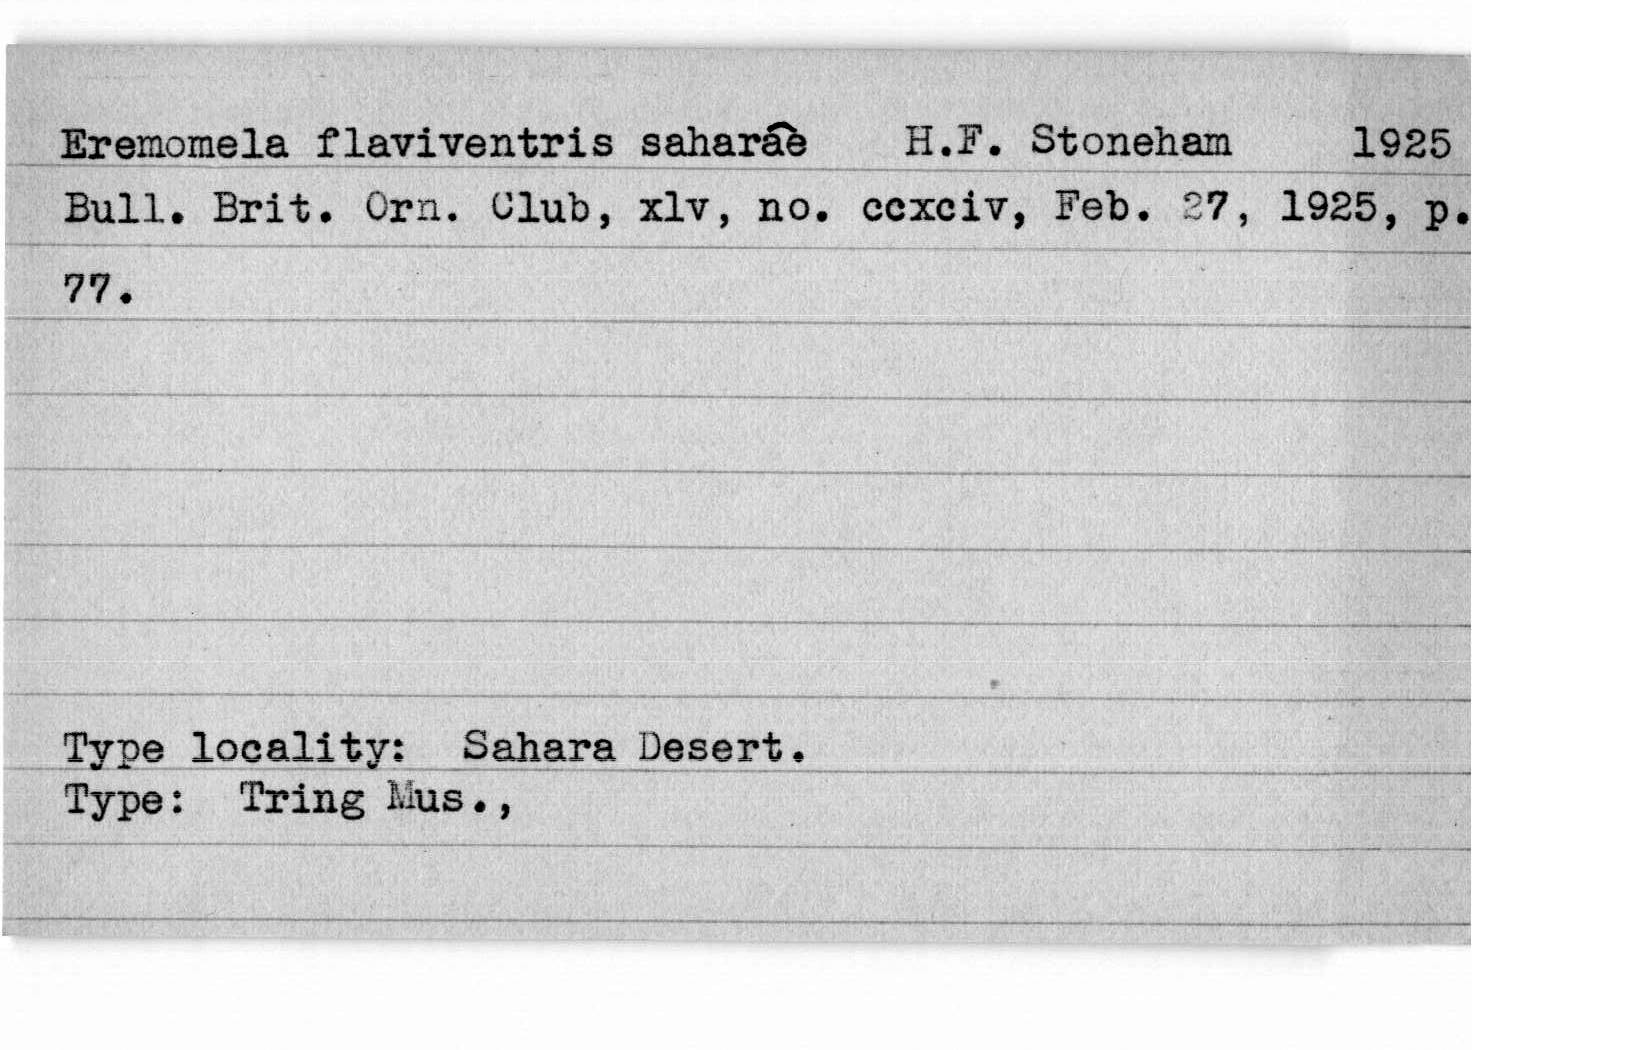 Eremomela flaviventris saharae H.F. Stoneham 1925
Bull. Brit. Orn. Club, xlv, no. ccxciv, Feb. 27, 1925, p.
77.
Type locality: Sahara Desert.
Type: Tring Mus.,